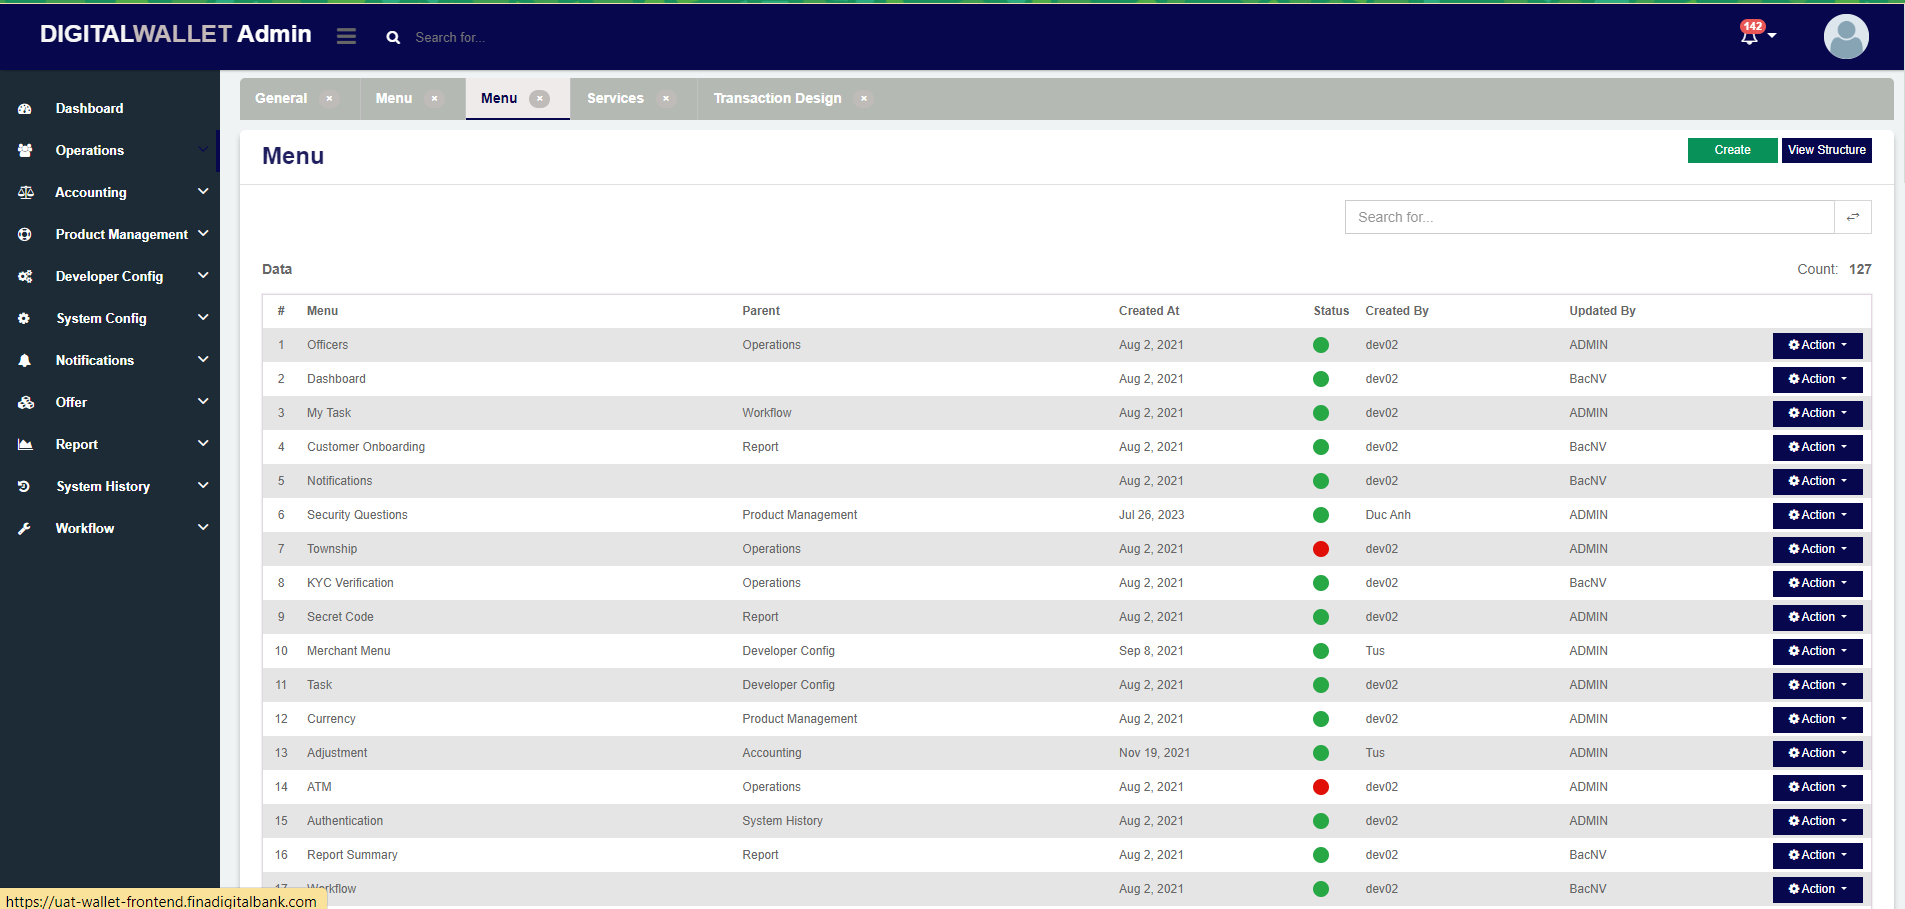 DIGITALWALLET Admin
Search for...
142
Dashboard
Operations
Accounting
Product Management
Developer Config
System Config
Notifications
Offer
Report
System History
Workflow
General × Menu × Menu × Services × Transaction Design ×
Menu
Create View Structure
Search for...
Data
Count: 127
# Menu Parent Created At Status Created By Updated By
1 Officers Operations Aug 2, 2021 dev02 ADMIN Action
2 Dashboard Aug 2, 2021 dev02 BacNV Action
3 My Task Workflow Aug 2, 2021 dev02 ADMIN Action
4 Customer Onboarding Report Aug 2, 2021 dev02 BacNV Action
5 Notifications Aug 2, 2021 dev02 BacNV Action
6 Security Questions Product Management Jul 26, 2023 Duc Anh ADMIN Action
7 Township Operations Aug 2, 2021 dev02 ADMIN Action
8 KYC Verification Operations Aug 2, 2021 dev02 BacNV Action
9 Secret Code Report Aug 2, 2021 dev02 ADMIN Action
10 Merchant Menu Developer Config Sep 8, 2021 Tus ADMIN Action
11 Task Developer Config Aug 2, 2021 dev02 ADMIN Action
12 Currency Product Management Aug 2, 2021 dev02 ADMIN Action
13 Adjustment Accounting Nov 19, 2021 Tus ADMIN Action
14 ATM Operations Aug 2, 2021 dev02 ADMIN Action
15 Authentication System History Aug 2, 2021 dev02 ADMIN Action
16 Report Summary Report Aug 2, 2021 dev02 BacNV Action
17 Workflow Aug 2, 2021 dev02 BacNV Action
https://uat-wallet-frontend.finadigitalbank.com